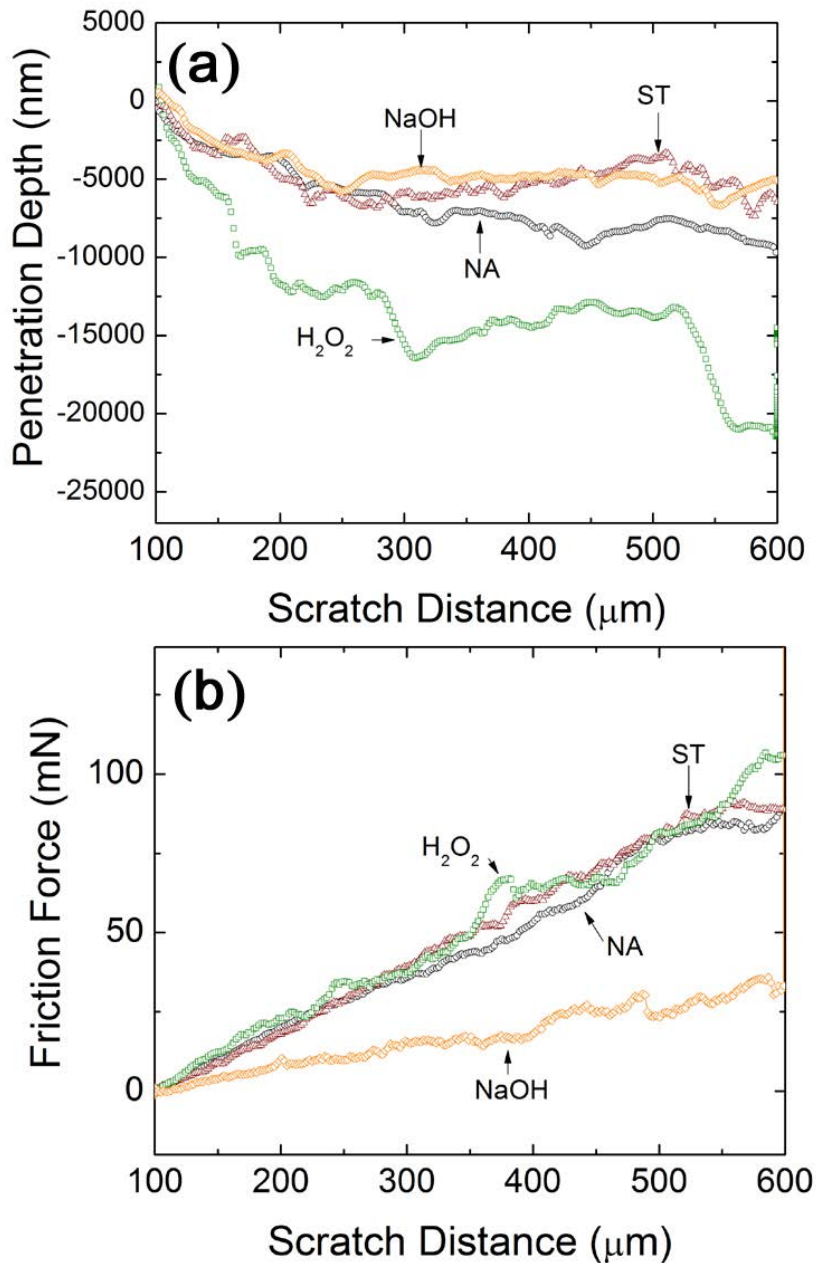 (a)
Penetration Depth (nm)
5000
0
-5000
-10000
-15000
-20000
-25000
NaOH
ST
NA
H₂O₂
100 200 300 400 500 600
Scratch Distance (μm)
(b)
Friction Force (mN)
100
50
0
ST
H₂O₂
NA
NaOH
100 200 300 400 500 600
Scratch Distance (μm)